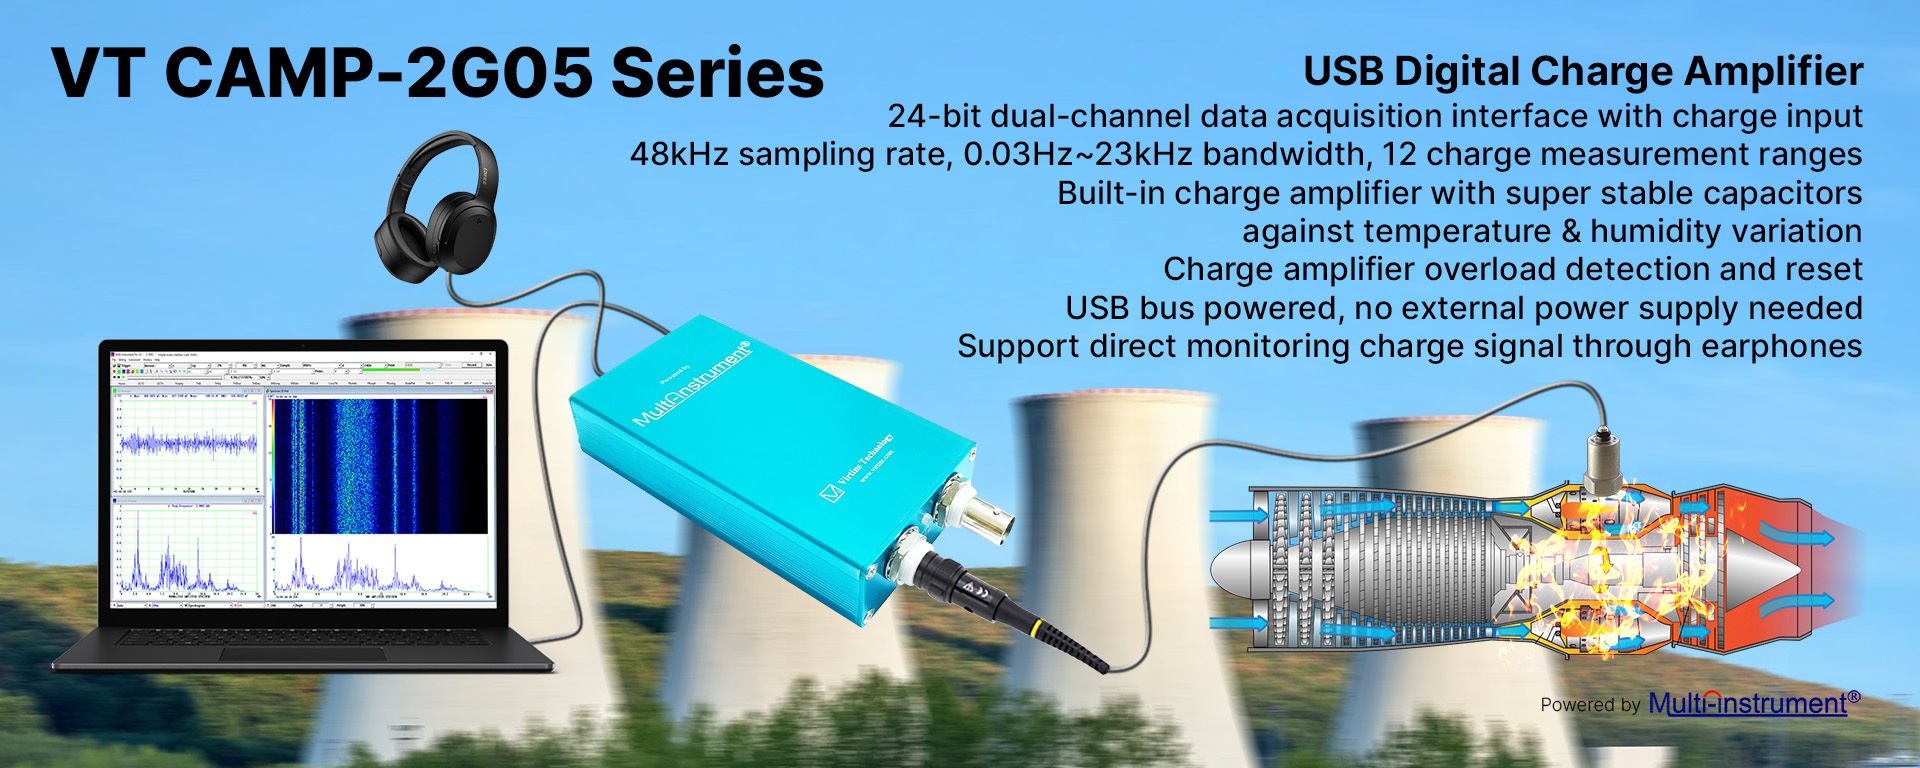 VT CAMP-2G05 Series
USB Digital Charge Amplifier
24-bit dual-channel data acquisition interface with charge input
48kHz sampling rate, 0.03Hz~23kHz bandwidth, 12 charge measurement ranges
Built-in charge amplifier with super stable capacitors
against temperature & humidity variation
Charge amplifier overload detection and reset
USB bus powered, no external power supply needed
Support direct monitoring charge signal through earphones
Powered by
Multi-instrument®
Virtins Technology
www.virtins.com
Powered by Multi-instrument®